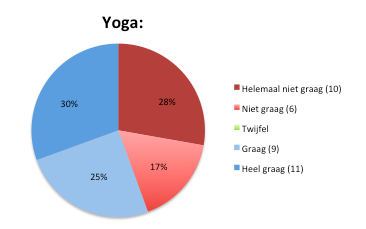 Yoga:
30%
28%
Helemaal niet graag (10)
Niet graag (6)
Twijfel
Graag (9)
Heel graag (11)
17%
25%